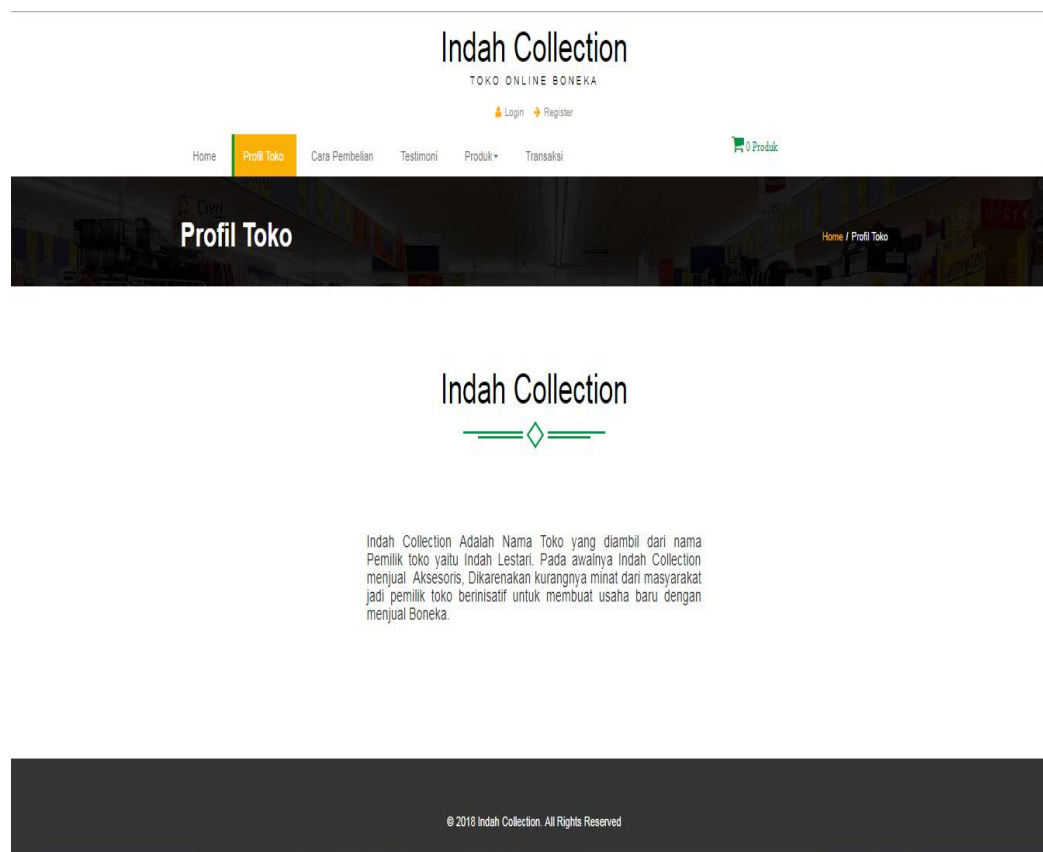 Indah Collection
TOKO ONLINE BONEKA
Login Register
Home Profil Toko Cara Pembelian Testimoni Produk Transaksi 0 Produk
Profil Toko
Home / Profil Toko
Indah Collection
Indah Collection Adalah Nama Toko yang diambil dari nama
Pemilik toko yaitu Indah Lestari. Pada awalnya Indah Collection
menjual Aksesoris, Dikarenakan kurangnya minat dari masyarakat
jadi pemilik toko berinisatif untuk membuat usaha baru dengan
menjual Boneka.
© 2018 Indah Collection. All Rights Reserved